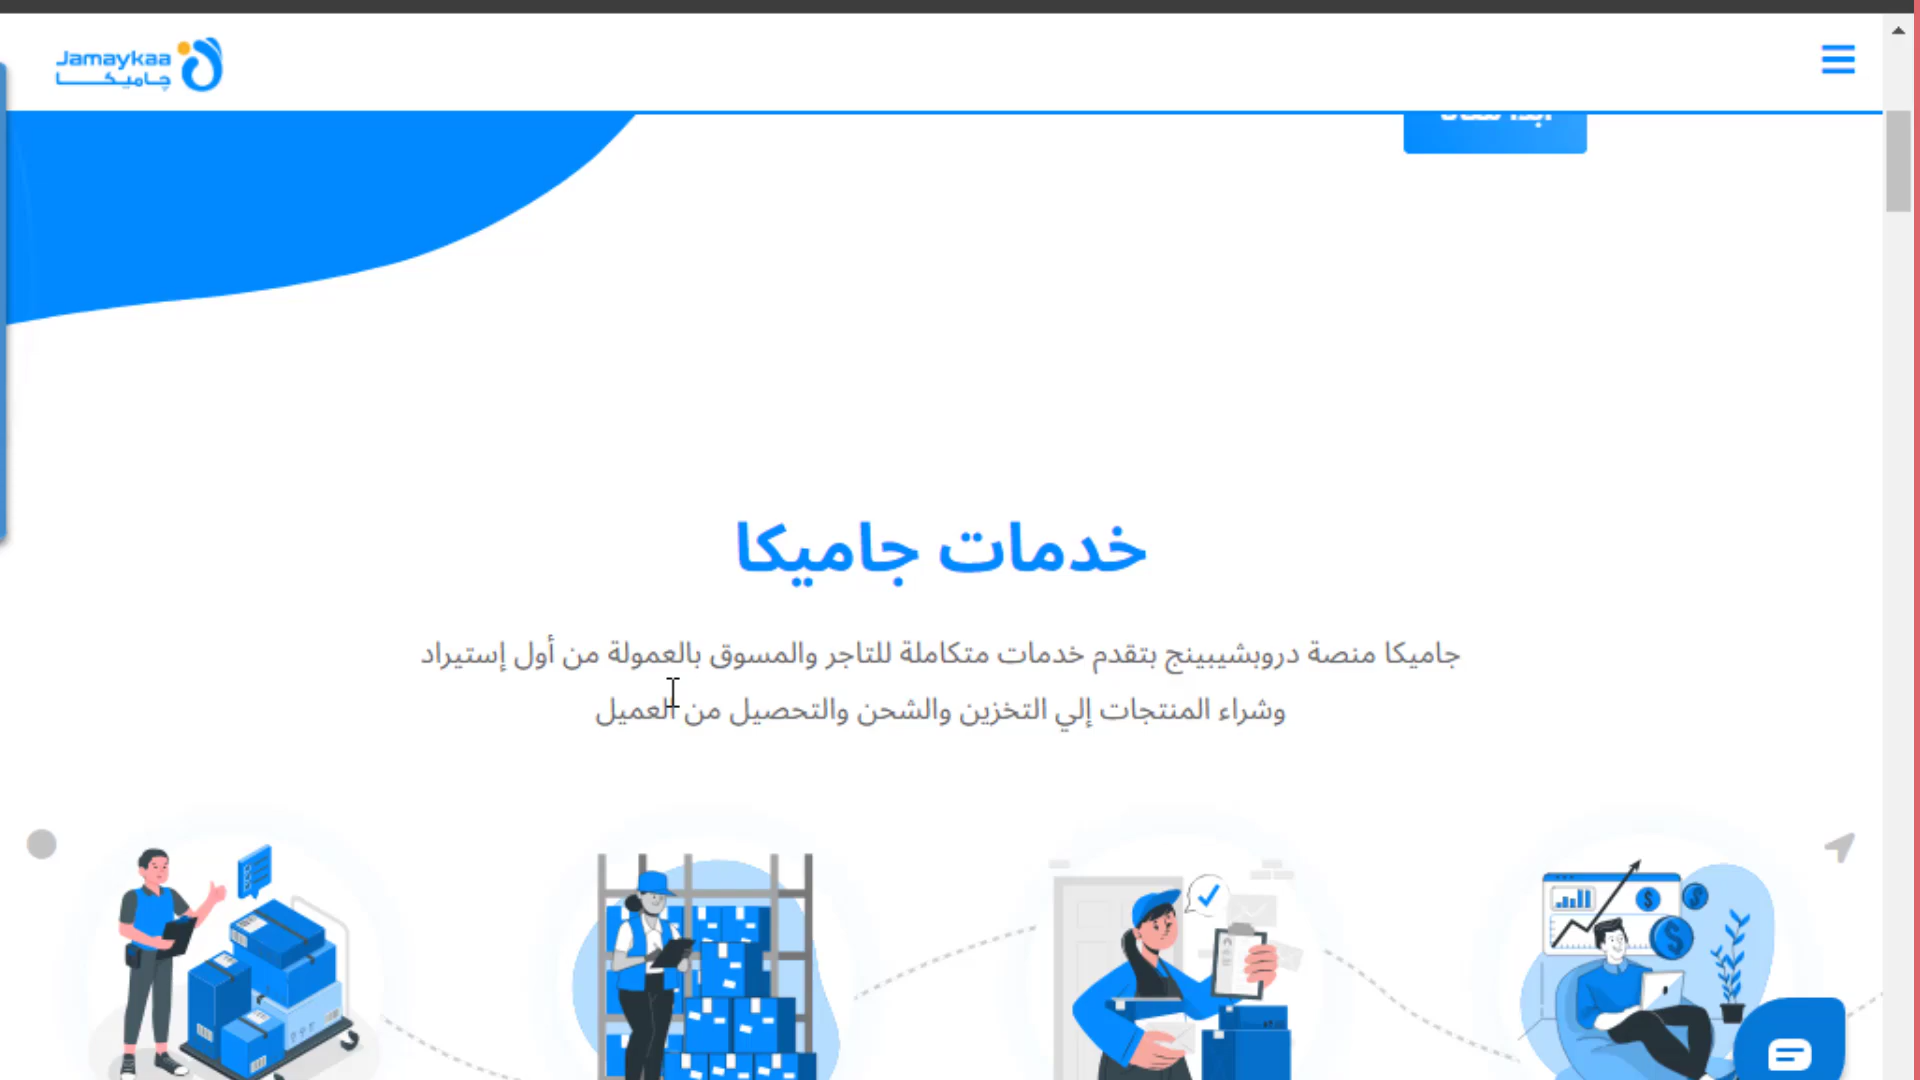 Jamaykaa
جاميكا
خدمات جاميكا
جاميكا منصة دروبشيبينج بتقدم خدمات متكاملة للتاجر والمسوق بالعمولة من أول إستيراد
وشراء المنتجات إلي التخزين والشحن والتحصيل من العميل